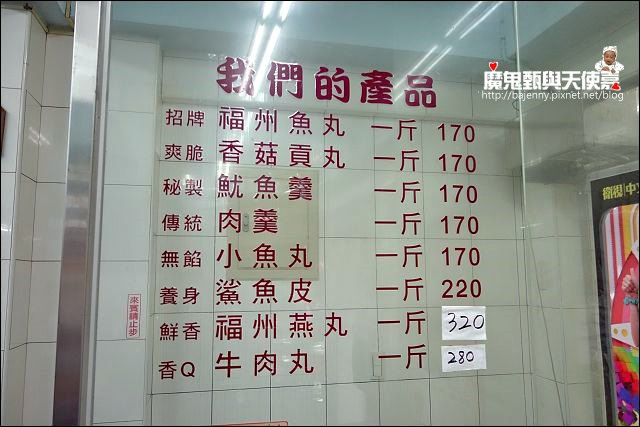 我們的產品
招牌 福州魚丸 一斤 170
爽脆 香菇貢丸 一斤 170
秘製 魷魚羹 一斤 170
傳統 肉羹 一斤 170
無餡 小魚丸 一斤 170
養身 鯊魚皮 一斤 220
鮮香 福州燕丸 一斤 320
香Q 牛肉丸 一斤 280
來賓請止步
魔鬼甄與天使嘉
http://bajenny.pixnet.net/blog
衛視中